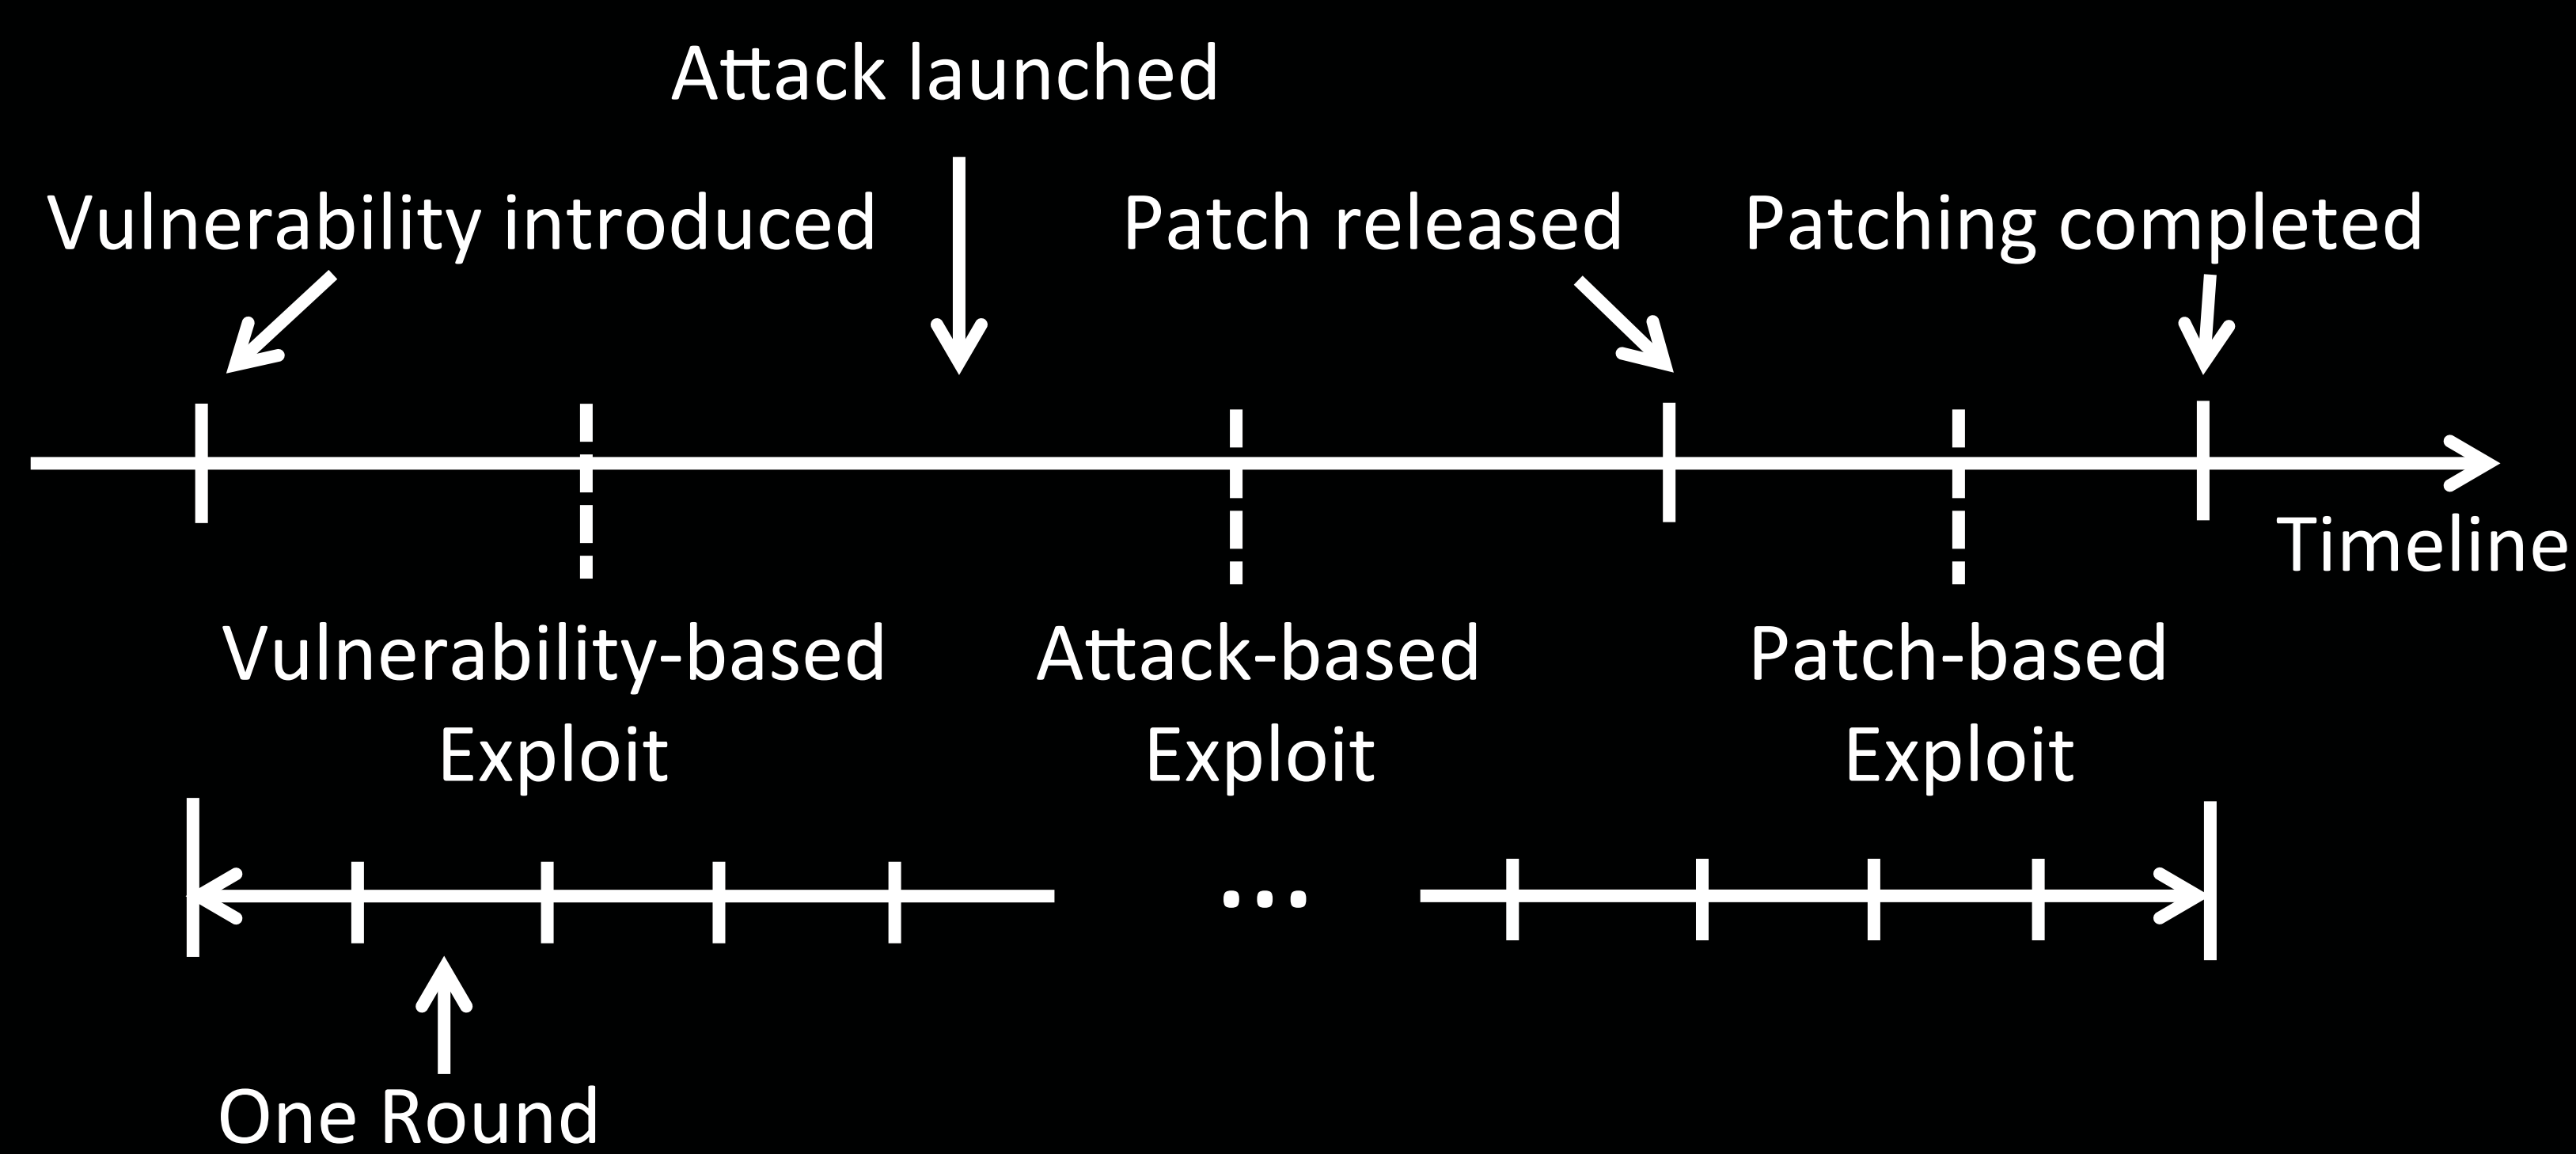 Attack launched
Vulnerability introduced
Patch released
Patching completed
Timeline
Vulnerability-based
Exploit
Attack-based
Exploit
Patch-based
Exploit
...
One Round